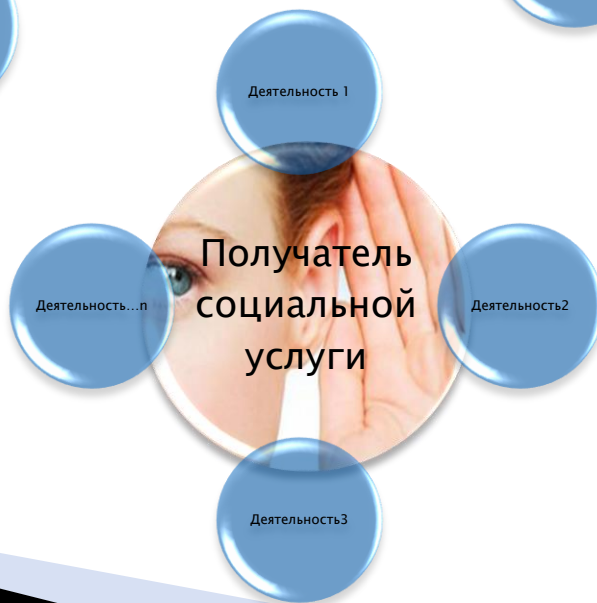 Деятельность 1
Получатель
социальной
услуги
Деятельность...n
Деятельность2
Деятельность3